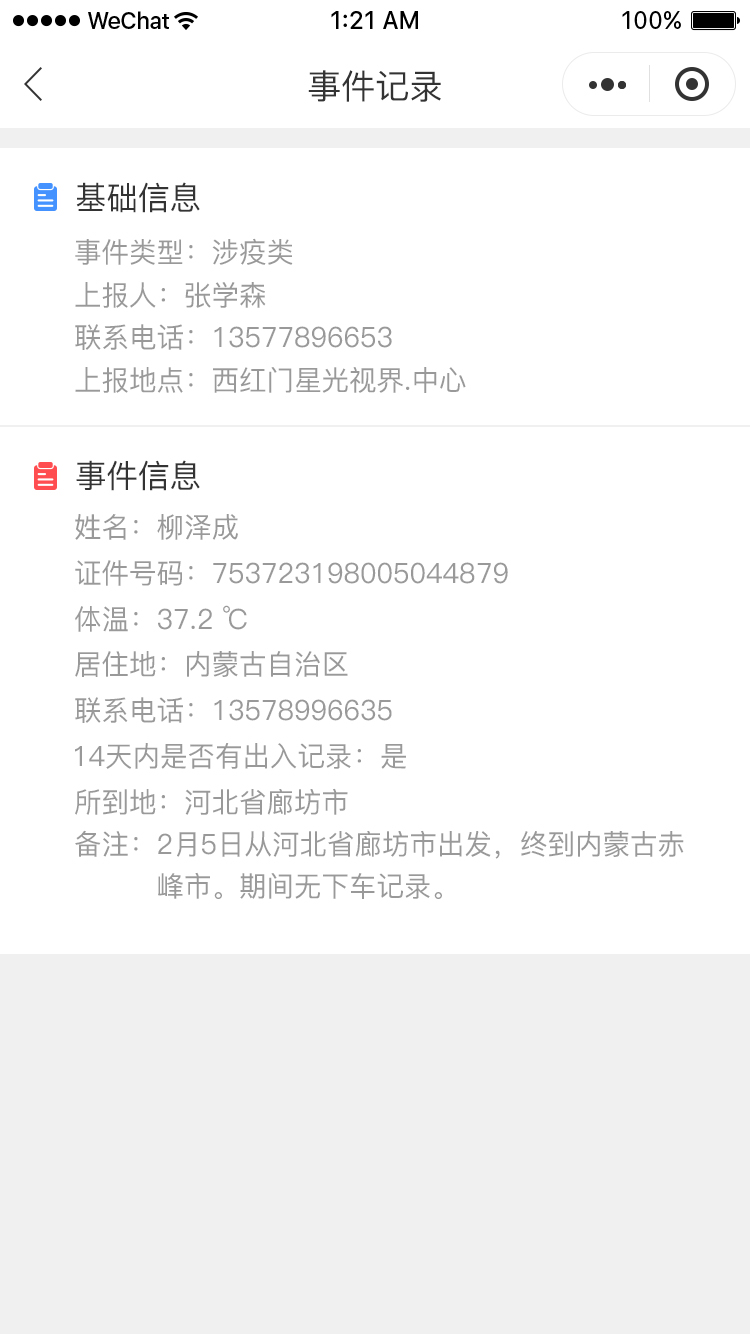 WeChat 1:21 AM 100%
事件记录
基础信息
事件类型：涉疫类
上报人：张学森
联系电话：13577896653
上报地点：西红门星光视界.中心
事件信息
姓名：柳泽成
证件号码：753723198005044879
体温：37.2 ℃
居住地：内蒙古自治区
联系电话：13578996635
14天内是否有出入记录：是
所到地：河北省廊坊市
备注：2月5日从河北省廊坊市出发，终到内蒙古赤
峰市。期间无下车记录。